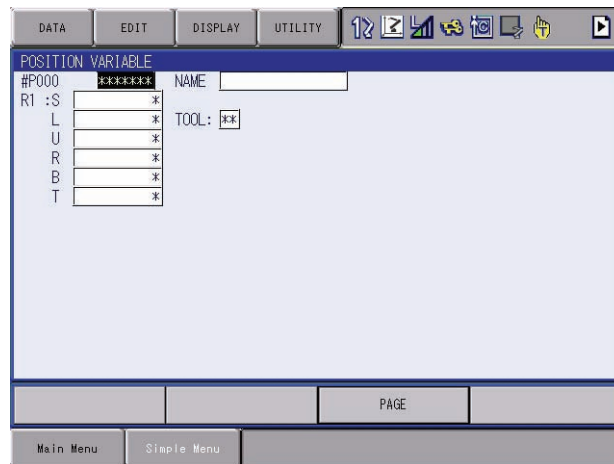 DATA EDIT DISPLAY UTILITY
POSITION VARIABLE
#P000 ******* NAME
R1 :S *
L * TOOL: **
U *
R *
B *
T *
PAGE
Main Menu Simple Menu